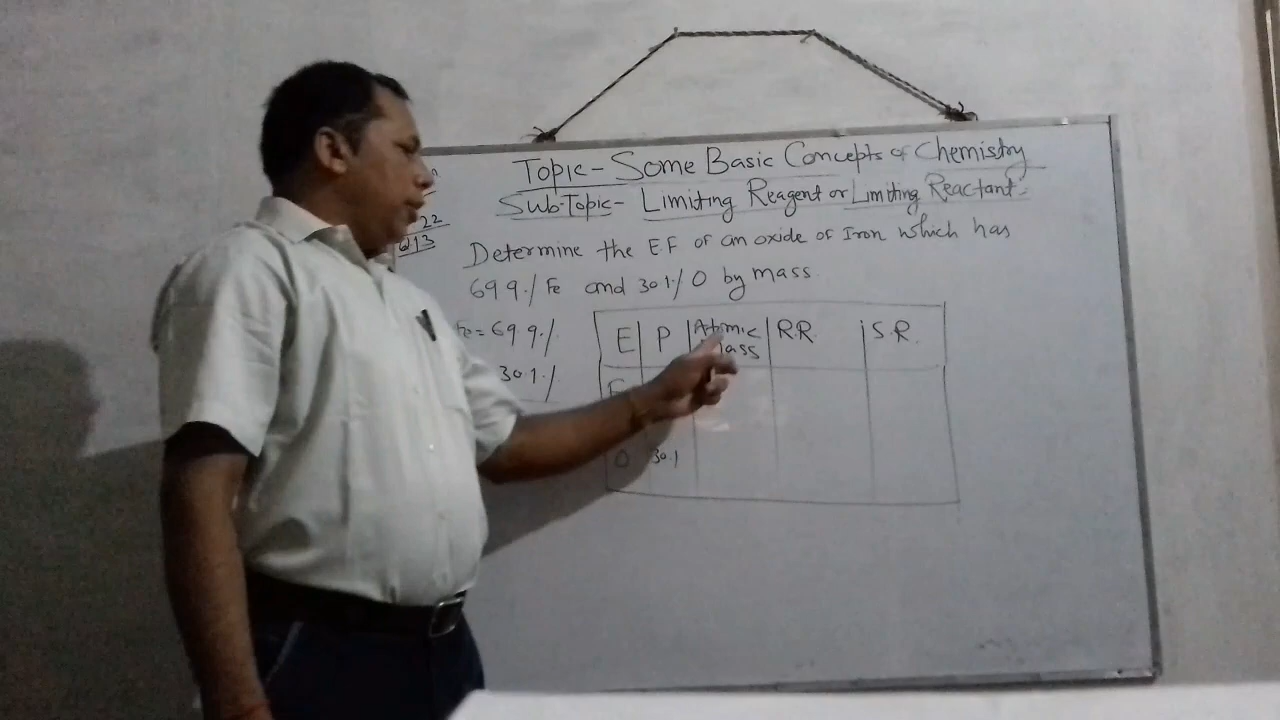 Topic - Some Basic Concepts of Chemistry
Sub-Topic - Limiting Reagent or Limiting Reactant
22
213
Determine the EF of an oxide of Iron which has
69.9./. Fe and 30.1/. O by mass.
Fe = 69.9./.
30.1./.
E P Atomic Mass R.R. S.R.
O 30.1